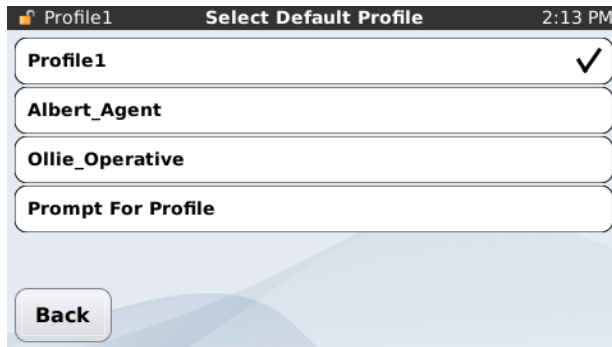 Profile1 Select Default Profile 2:13 PM
Profile1
Albert_Agent
Ollie_Operative
Prompt For Profile
Back